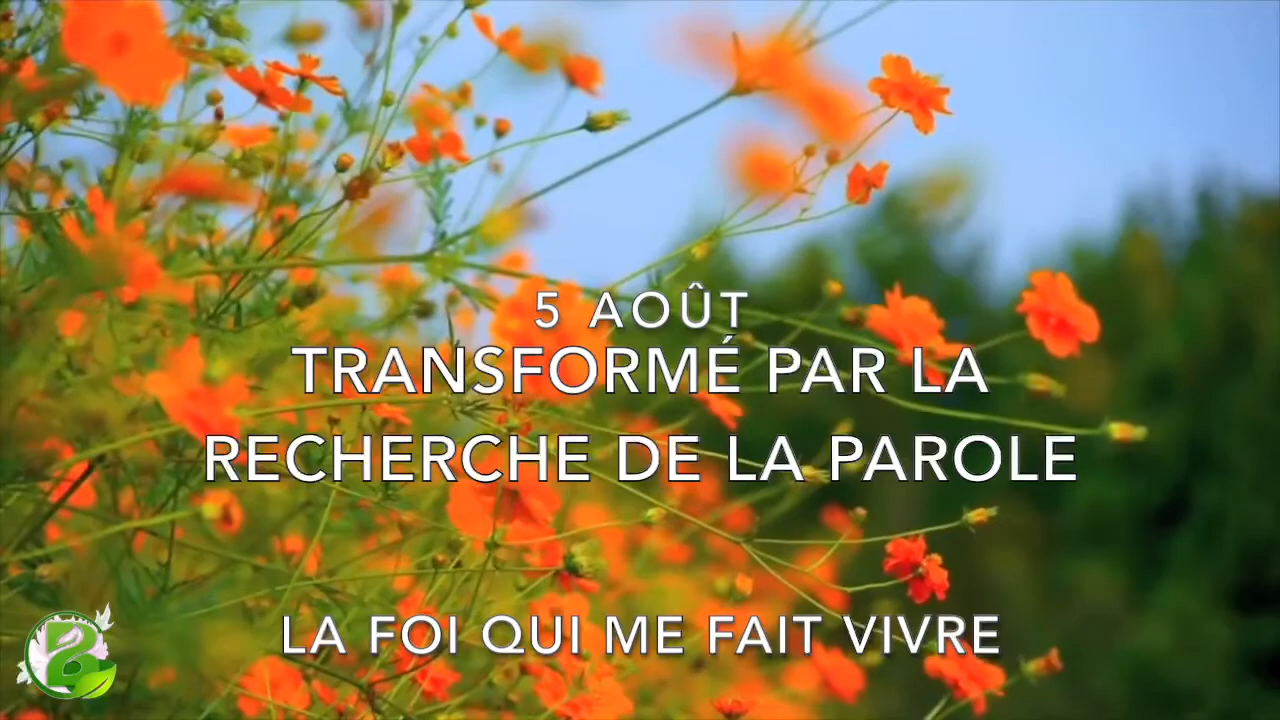 5 AOÛT
TRANSFORMÉ PAR LA
RECHERCHE DE LA PAROLE
LA FOI QUI ME FAIT VIVRE